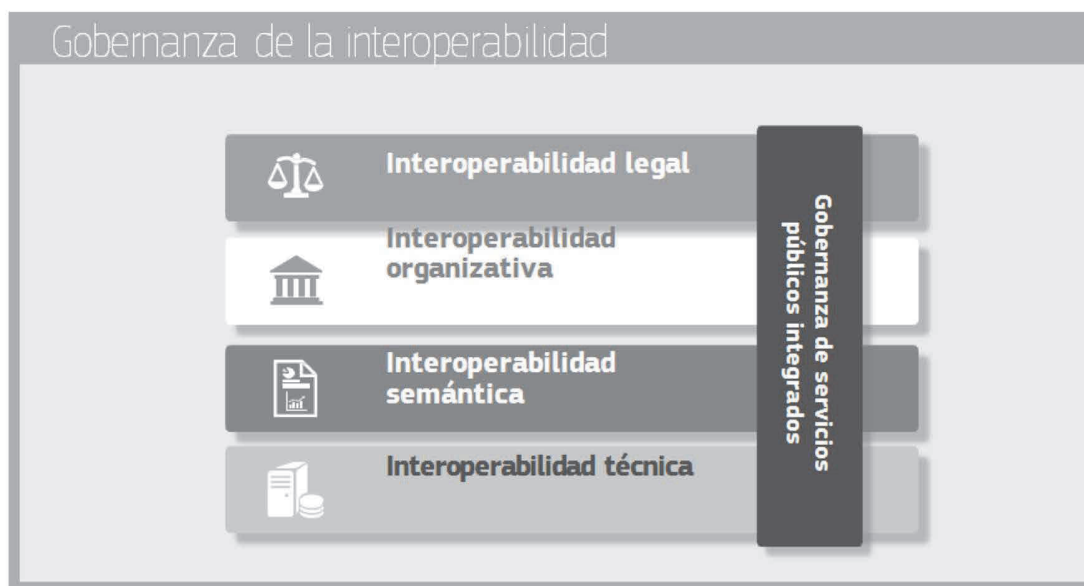 Gobernanza de la interoperabilidad
Interoperabilidad legal
Interoperabilidad
organizativa
Interoperabilidad
semántica
Interoperabilidad técnica
Gobernanza de servicios
públicos integrados